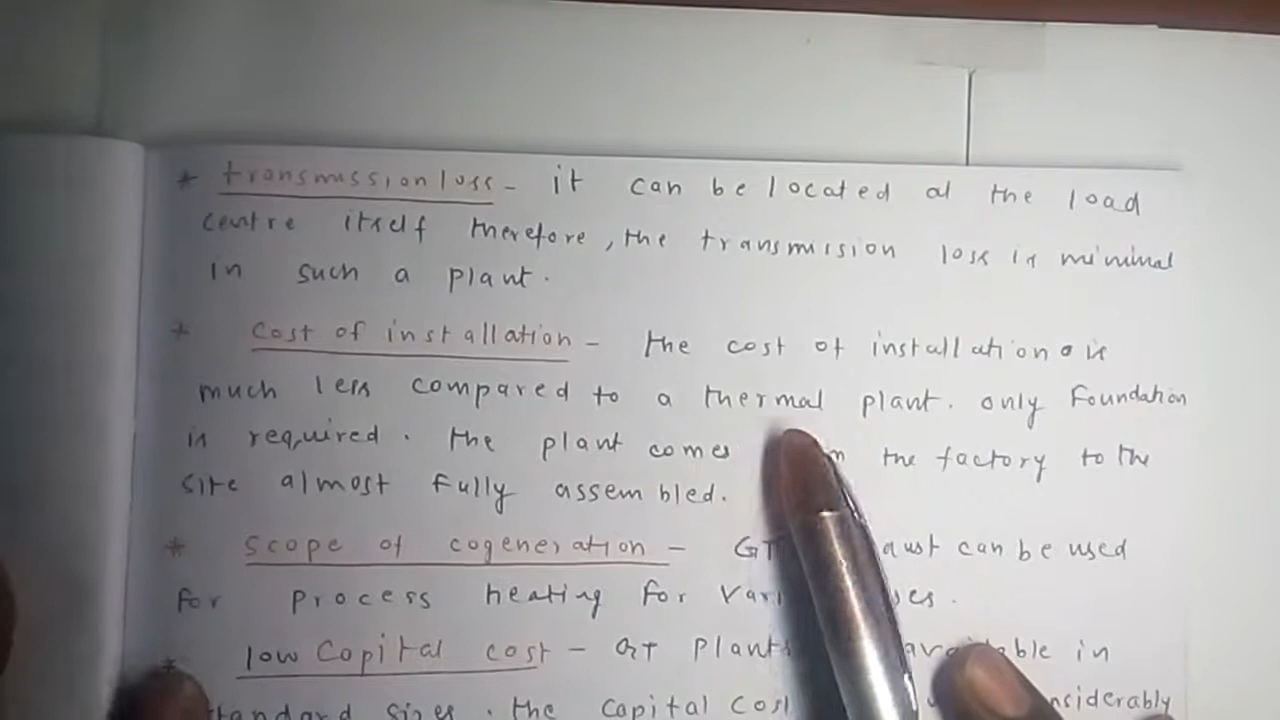 * transmission loss - it can be located at the load
centre itself therefore, the transmission loss is minimal
in such a plant.
* Cost of installation - the cost of installation is
much less compared to a thermal plant. only Foundation
is required. the plant comes the factory to the
site almost fully assembled.
* Scope of cogeneration - GT can be used
for process heating for
* low Capital cost - GT plants in
sizes. the capital cost